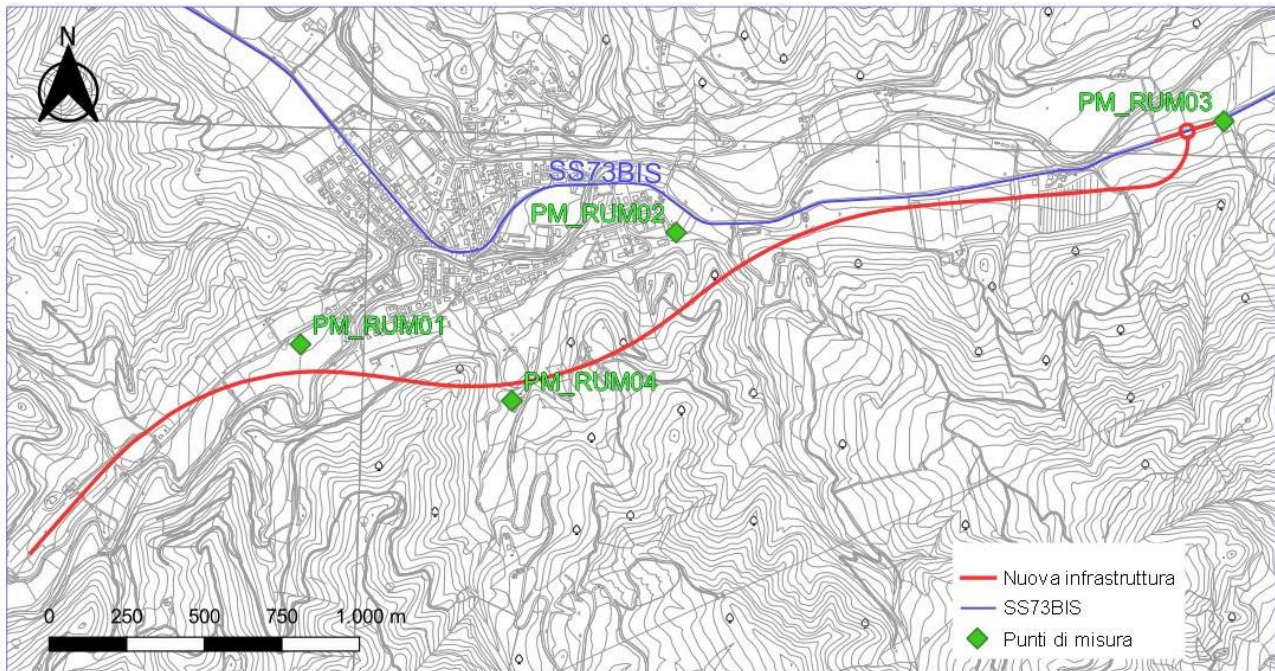 N
PM_RUM03
SS73BIS
PM_RUM02
PM_RUM01
PM_RUM04
Nuova infrastruttura
SS73BIS
Punti di misura
0 250 500 750 1.000 m